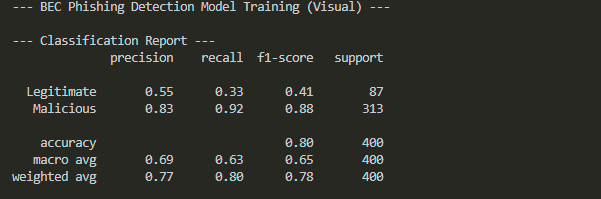 --- BEC Phishing Detection Model Training (Visual) ---
--- Classification Report ---
precision recall f1-score support
Legitimate 0.55 0.33 0.41 87
Malicious 0.83 0.92 0.88 313
accuracy 0.80 400
macro avg 0.69 0.63 0.65 400
weighted avg 0.77 0.80 0.78 400